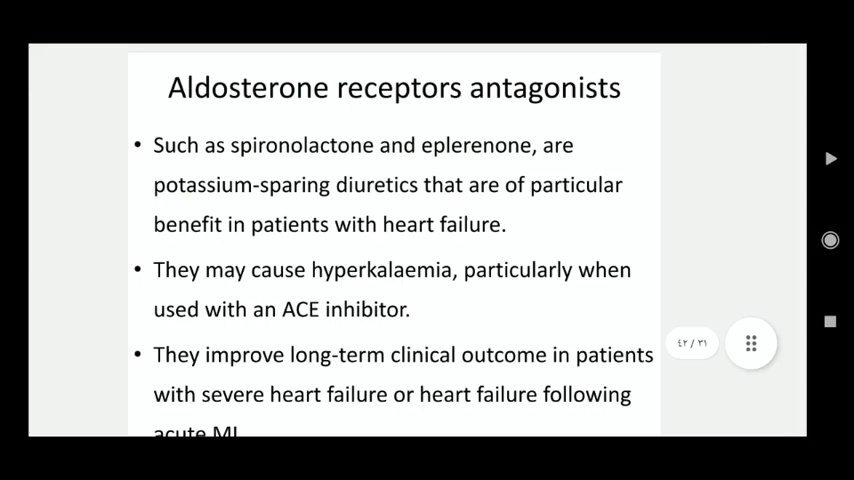 Aldosterone receptors antagonists
• Such as spironolactone and eplerenone, are
potassium-sparing diuretics that are of particular
benefit in patients with heart failure.
• They may cause hyperkalaemia, particularly when
used with an ACE inhibitor.
• They improve long-term clinical outcome in patients
with severe heart failure or heart failure following
acute MI
٤٢ / ٣١